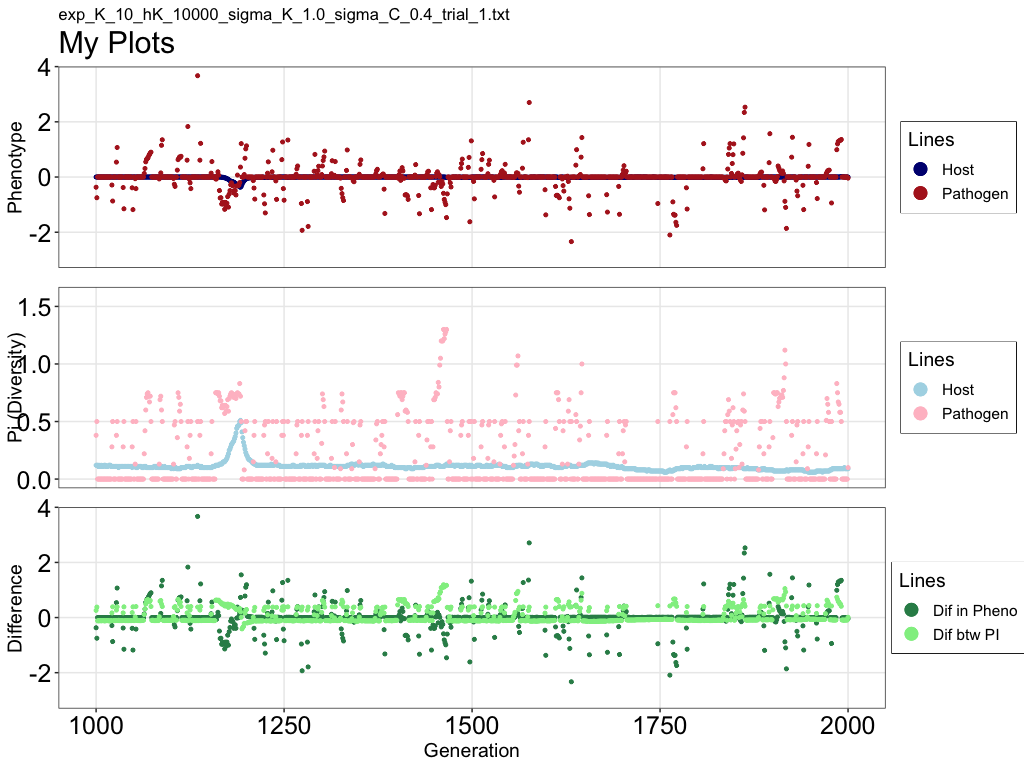 exp_K_10_hK_10000_sigma_K_1.0_sigma_C_0.4_trial_1.txt
My Plots
4
2
0
-2
Phenotype
Lines
Host
Pathogen
1.5
1.0
0.5
0.0
Pi (Diversity)
Lines
Host
Pathogen
4
2
0
-2
Difference
Lines
Dif in Pheno
Dif btw PI
1000 1250 1500 1750 2000
Generation